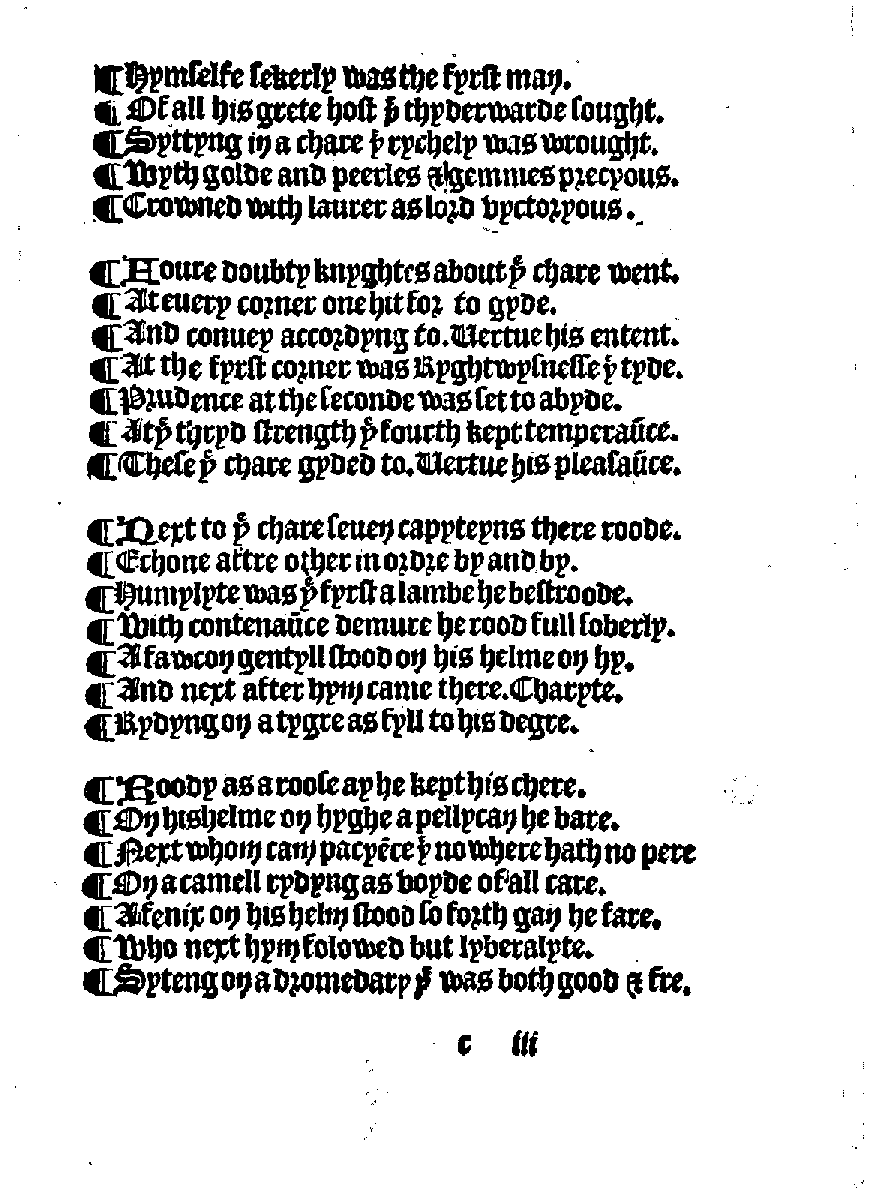 ¶Hymſelfe ſekerly was the fyrſt man.
¶Of all his grete hoſt þͭ thyderwarde ſought.
¶Syttyng in a chare þͭ rychely was wrought.
¶Wyth golde and peerles ⁊ gemmes precyous.
¶Crowned with laurer as lord vyctoryous.

¶Foure doubty knyghtes about þͤ chare went.
¶At euery corner one hit for to gyde.
¶And conuey accordyng to. Vertue his entent.
¶At the fyrſt corner was Ryghtwyſneſſe þͭ tyde.
¶Prudence at the ſeconde was ſet to abyde.
¶At þͤ thryd ſtrength þͤ fourth kept temperaūce.
¶Theſe þͤ chare gyded to. Vertue his pleaſaūce.

¶Next to þͤ chare ſeuen capyteyns there roode.
¶Echone aftre other in ordre by and by.
¶Humylyte was þͤ fyrſt a lambe he beſtroode.
¶With contenaūce demure he rood full ſoberly.
¶A fawcon gentyll ſtood on his helme on hy.
¶And next after hym came there. Charyte.
¶Rydyng on a tygre as fyll to his degre.

¶Roody as a rooſe ay he kept his chere.
¶On his helme on hyghe a pellycan he bare.
¶Next whom cam pacyēce þͭ no where hath no pere
¶On a camell rydyng as voyde of all care.
¶A fenix on his helm ſtood ſo forth gan he fare.
¶Who next hym folowed but lyberalyte.
¶Syteng on a dromedary þͭ was both good ⁊ fre.

c iii